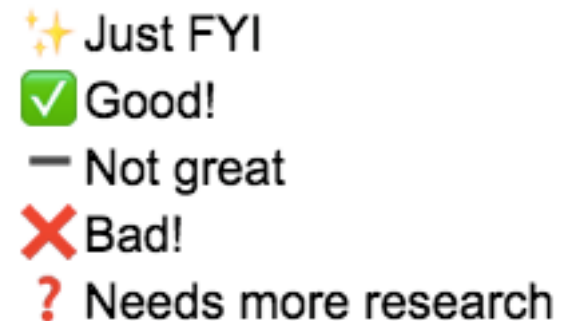 ✨ Just FYI
✅ Good!
➖ Not great
❌ Bad!
❓ Needs more research